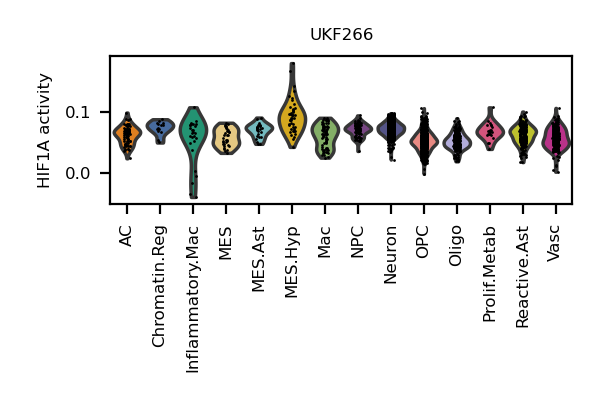 UKF266
HIF1A activity
0.1
0.0
AC
Chromatin.Reg
Inflammatory.Mac
MES
MES.Ast
MES.Hyp
Mac
NPC
Neuron
OPC
Oligo
Prolif.Metab
Reactive.Ast
Vasc